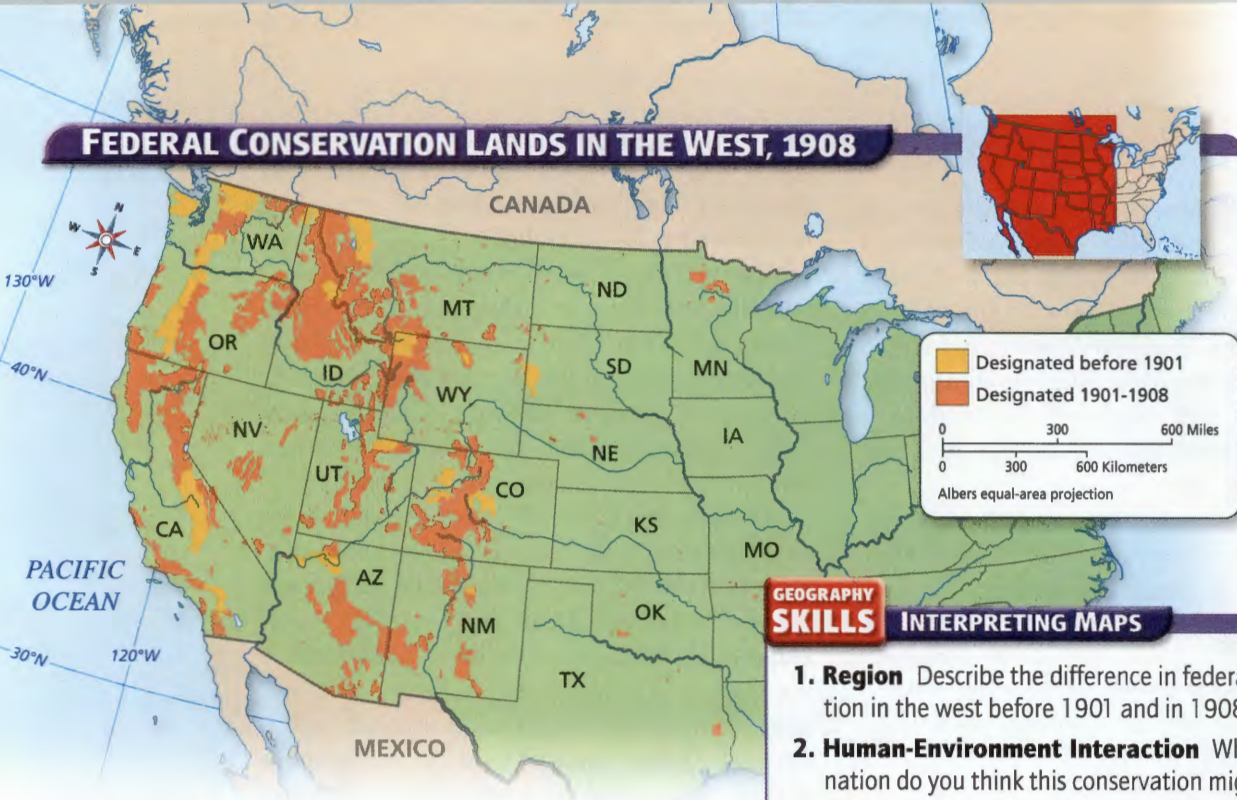 FEDERAL CONSERVATION LANDS IN THE WEST, 1908
CANADA
N
W
E
S
130°W
40°N
30°N
120°W
WA
OR
ID
MT
ND
SD
MN
WY
NV
UT
CO
NE
IA
CA
AZ
NM
KS
MO
OK
TX
PACIFIC
OCEAN
MEXICO
Designated before 1901
Designated 1901-1908
0 300 600 Miles
0 300 600 Kilometers
Albers equal-area projection
GEOGRAPHY
SKILLS
INTERPRETING MAPS
1. Region Describe the difference in
tion in the west before 1901 and in 1908
2. Human-Environment Interaction
nation do you think this conservation